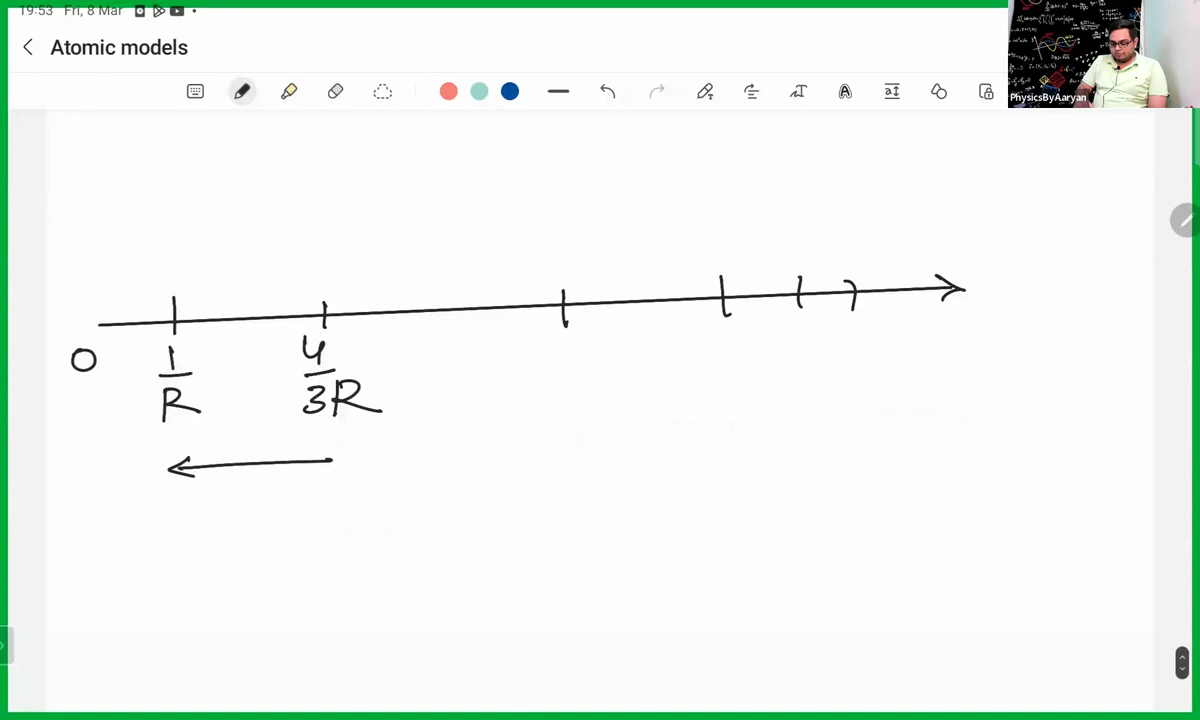 19:53 Fri, 8 Mar
Atomic models
PhysicsByAaryan
0 1/R 4/3R